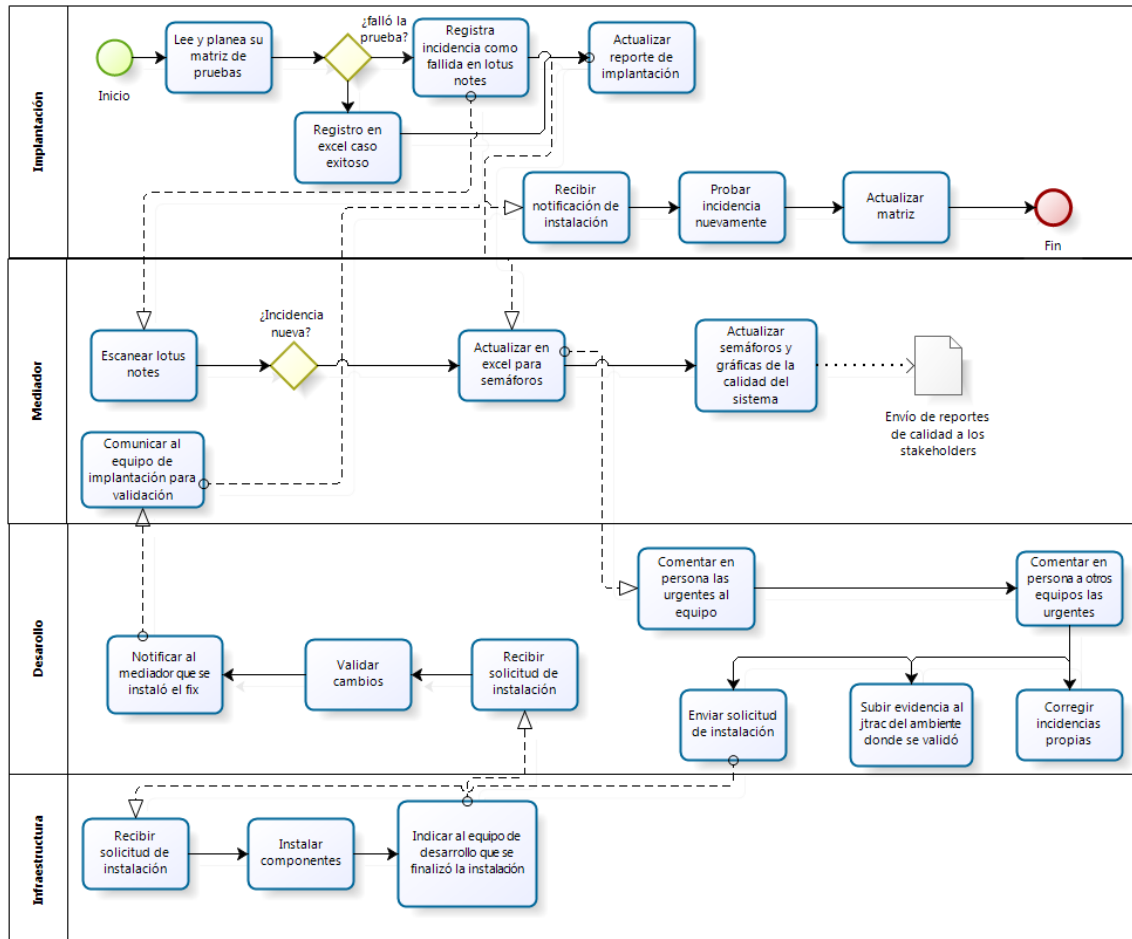 Implantación
Inicio
Lee y planea su
matriz de
pruebas
¿falló la
prueba?
Registra
incidencia como
fallida en lotus
notes
Actualizar
reporte de
implantación
Registro en
excel caso
exitoso
Recibir
notificación de
instalación
Probar
incidencia
nuevamente
Actualizar
matriz
Fin
Mediador
Escanear lotus
notes
¿Incidencia
nueva?
Actualizar en
excel para
semáforos
Actualizar
semáforos y
gráficas de la
calidad del
sistema
Envío de reportes
de calidad a los
stakeholders
Comunicar al
equipo de
implantación para
validación
Desarollo
Comentar en
persona las
urgentes al
equipo
Comentar en
persona a otros
equipos las
urgentes
Notificar al
mediador que se
instaló el fix
Validar
cambios
Recibir
solicitud de
instalación
Enviar solicitud
de instalación
Subir evidencia al
jtrac del ambiente
donde se validó
Corregir
incidencias
propias
Infraestructura
Recibir
solicitud de
instalación
Instalar
componentes
Indicar al equipo de
desarrollo que se
finalizó la instalación